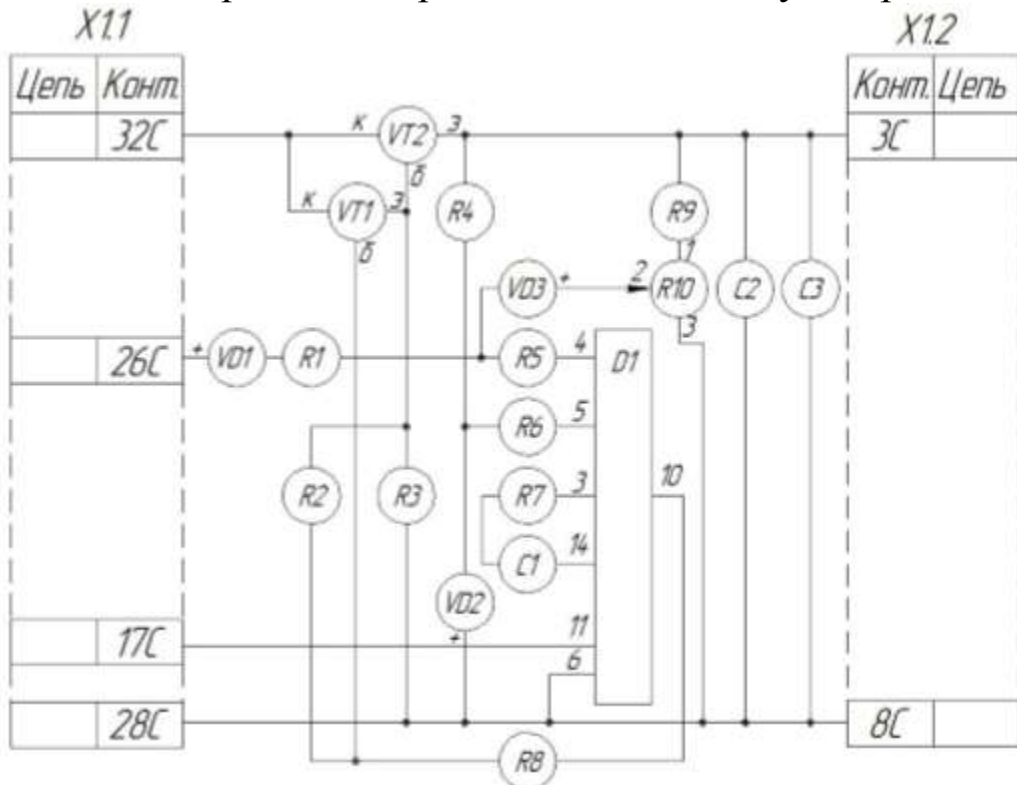 X1.1
X1.2
Цепь Конт.
Конт. Цепь
32С
к VT2 э
3С
б
к VT1 э
R4
R9
б
1
VD3 + 2 R10
C2
C3
3
26С
+ VD1
R1
R5 4
D1
R6 5
R2
R3
R7 3
10
C1 14
VD2
+
17С
11
6
28С
8С
R8